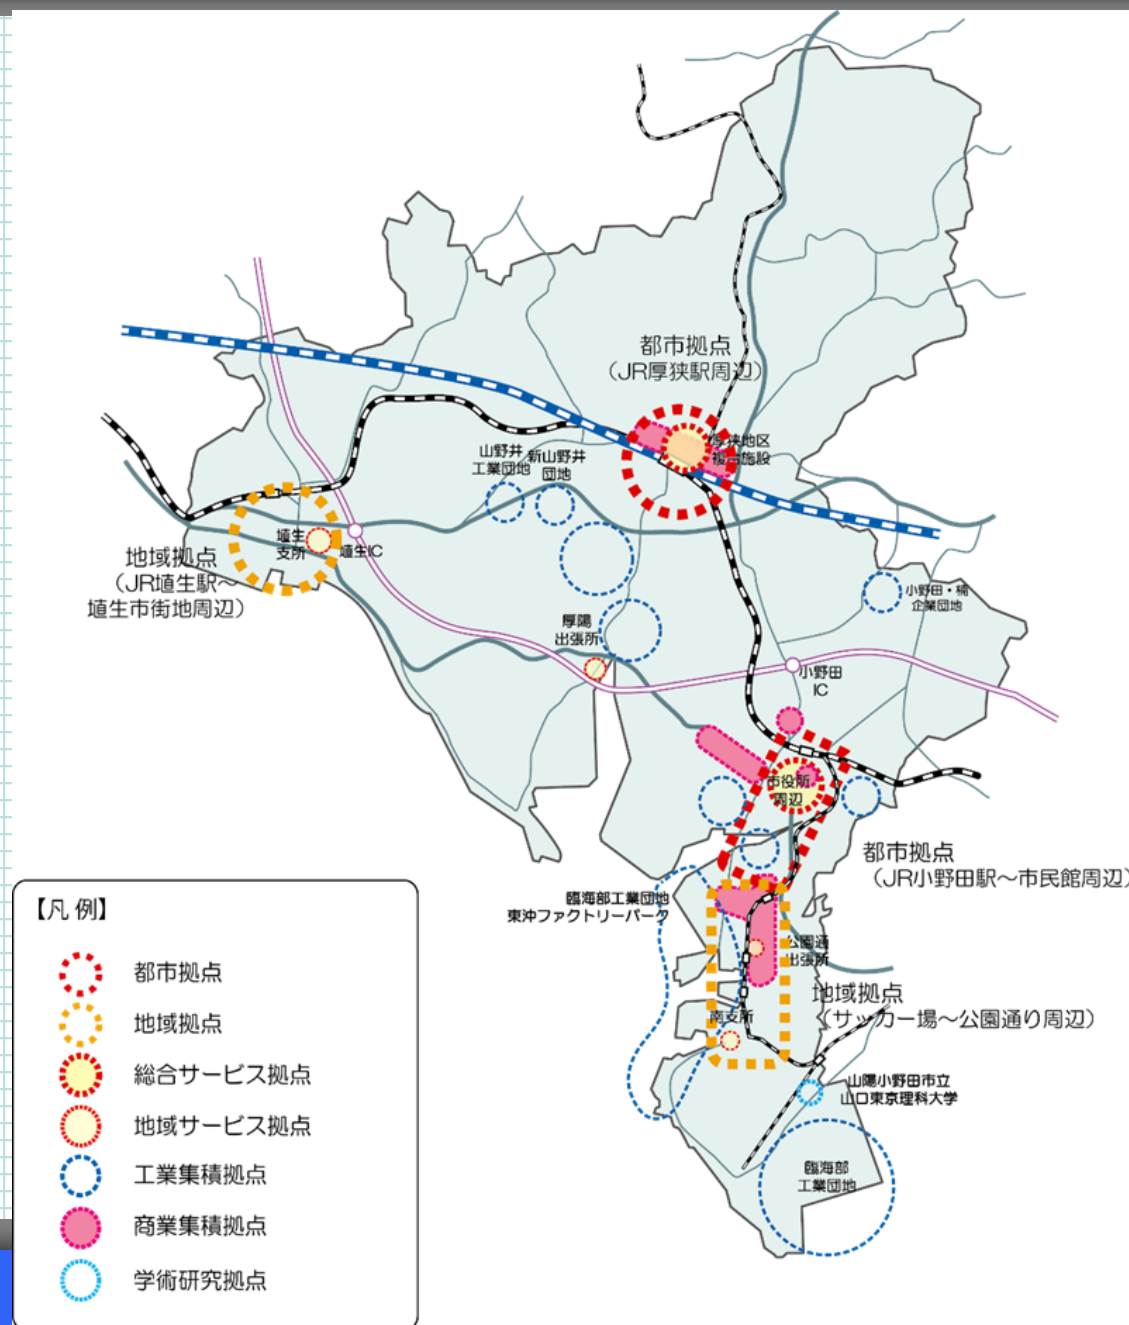 都市拠点
（JR厚狭駅周辺）
厚狭地区
複合施設
山野井
工業団地
新山野井
団地
埴生
支所
埴生IC
地域拠点
（JR埴生駅～
埴生市街地周辺）
厚陽
出張所
小野田・楠
企業団地
小野田
IC
市役所
周辺
都市拠点
（JR小野田駅～市民館周辺）
臨海部工業団地
東沖ファクトリーパーク
公園通
出張所
地域拠点
（サッカー場～公園通り周辺）
南支所
山陽小野田市立
山口東京理科大学
臨海部
工業団地
【凡 例】
都市拠点
地域拠点
総合サービス拠点
地域サービス拠点
工業集積拠点
商業集積拠点
学術研究拠点